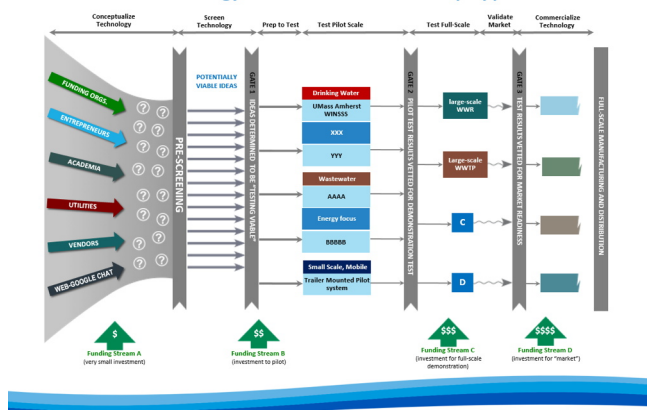 Conceptualize
Technology
Screen
Technology
Prep to Test
Test Pilot Scale
Test Full-Scale
Validate
Market
Commercialize
Technology
FUNDING ORGS.
ENTREPRENEURS
ACADEMIA
UTILITIES
VENDORS
WEB-GOOGLE CHAT
? ?
? ?
? ?
? ?
? ?
? ?
? ?
? ?
PRE-SCREENING
POTENTIALLY
VIABLE IDEAS
GATE 1 IDEAS DETERMINED TO BE "TESTING VIABLE"
Drinking Water
UMass Amherst
WINSSS
XXX
YYY
Wastewater
AAAA
Energy focus
BBBBB
Small Scale, Mobile
Trailer Mounted Pilot
system
GATE 2 PILOT TEST RESULTS VETTED FOR DEMONSTRATION TEST
large-scale
WWR
Large-scale
WWTP
C
D
GATE 3 TEST RESULTS VETTED FOR MARKET READINESS
FULL-SCALE MANUFACTURING AND DISTRIBUTION
$
Funding Stream A
(very small investment)
$$
Funding Stream B
(investment to pilot)
$$$
Funding Stream C
(investment for full-scale
demonstration)
$$$$
Funding Stream D
(investment for "market")